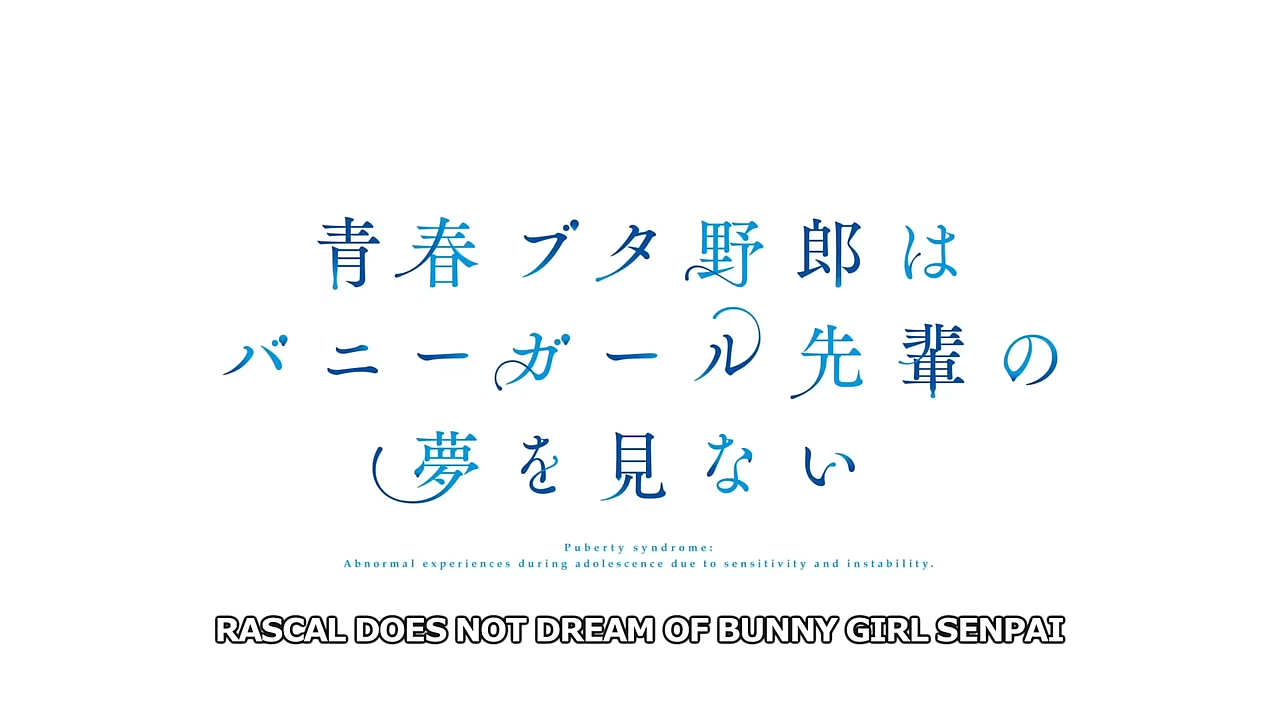 青春ブタ野郎は
バニーガール先輩の
夢を見ない
Puberty syndrome:
Abnormal experiences during adolescence due to sensitivity and instability.
RASCAL DOES NOT DREAM OF BUNNY GIRL SENPAI